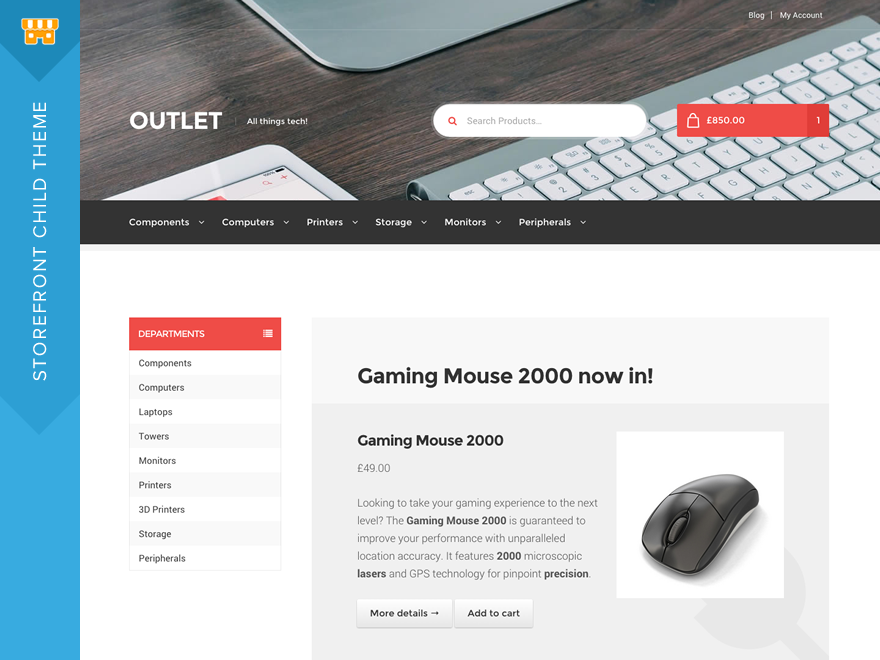 STOREFRONT CHILD THEME
Blog | My Account
OUTLET
All things tech!
Search Products...
£850.00 1
Components Computers Printers Storage Monitors Peripherals
DEPARTMENTS
Components
Computers
Laptops
Towers
Monitors
Printers
3D Printers
Storage
Peripherals
Gaming Mouse 2000 now in!
Gaming Mouse 2000
£49.00
Looking to take your gaming experience to the next
level? The Gaming Mouse 2000 is guaranteed to
improve your performance with unparalleled
location accuracy. It features 2000 microscopic
lasers and GPS technology for pinpoint precision.
More details → Add to cart